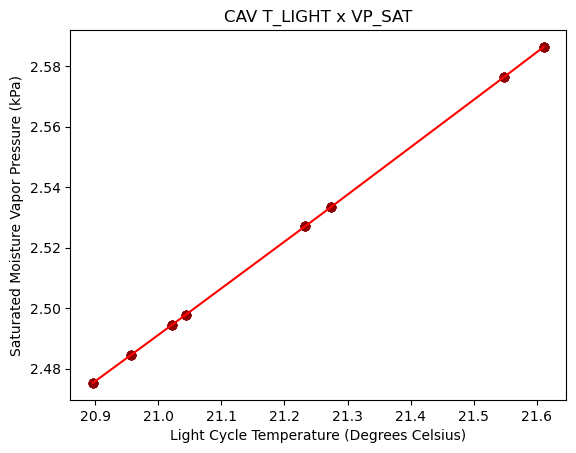 CAV T_LIGHT x VP_SAT
Saturated Moisture Vapor Pressure (kPa)
2.58
2.56
2.54
2.52
2.50
2.48
20.9 21.0 21.1 21.2 21.3 21.4 21.5 21.6
Light Cycle Temperature (Degrees Celsius)